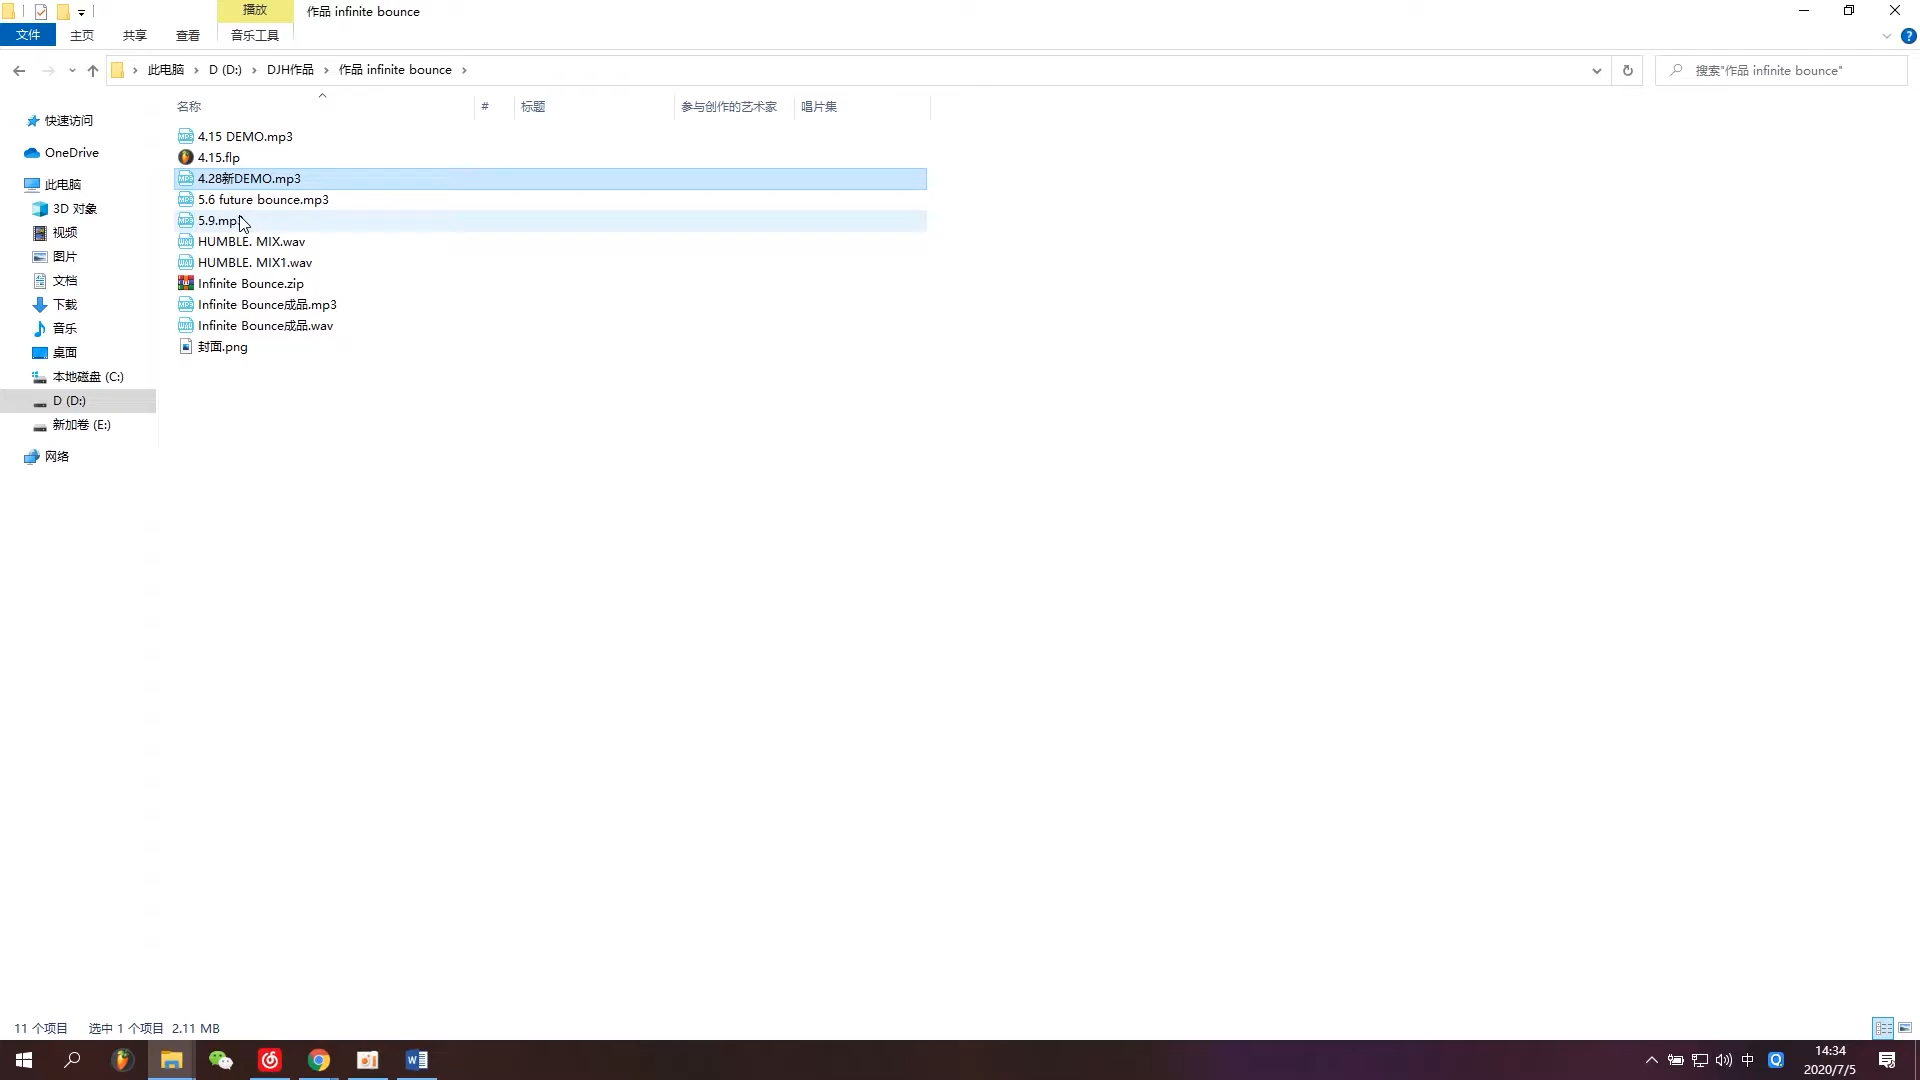 播放
作品 infinite bounce
文件
主页
共享
查看
音乐工具
此电脑 › D (D:) › DJH作品 › 作品 infinite bounce ›
搜索"作品 infinite bounce"
名称
#
标题
参与创作的艺术家
唱片集
快速访问
OneDrive
此电脑
3D 对象
视频
图片
文档
下载
音乐
桌面
本地磁盘 (C:)
D (D:)
新加卷 (E:)
网络
4.15 DEMO.mp3
4.15.flp
4.28新DEMO.mp3
5.6 future bounce.mp3
5.9.mp3
HUMBLE. MIX.wav
HUMBLE. MIX1.wav
Infinite Bounce.zip
Infinite Bounce成品.mp3
Infinite Bounce成品.wav
封面.png
11 个项目 选中 1 个项目 2.11 MB
中
14:34
2020/7/5